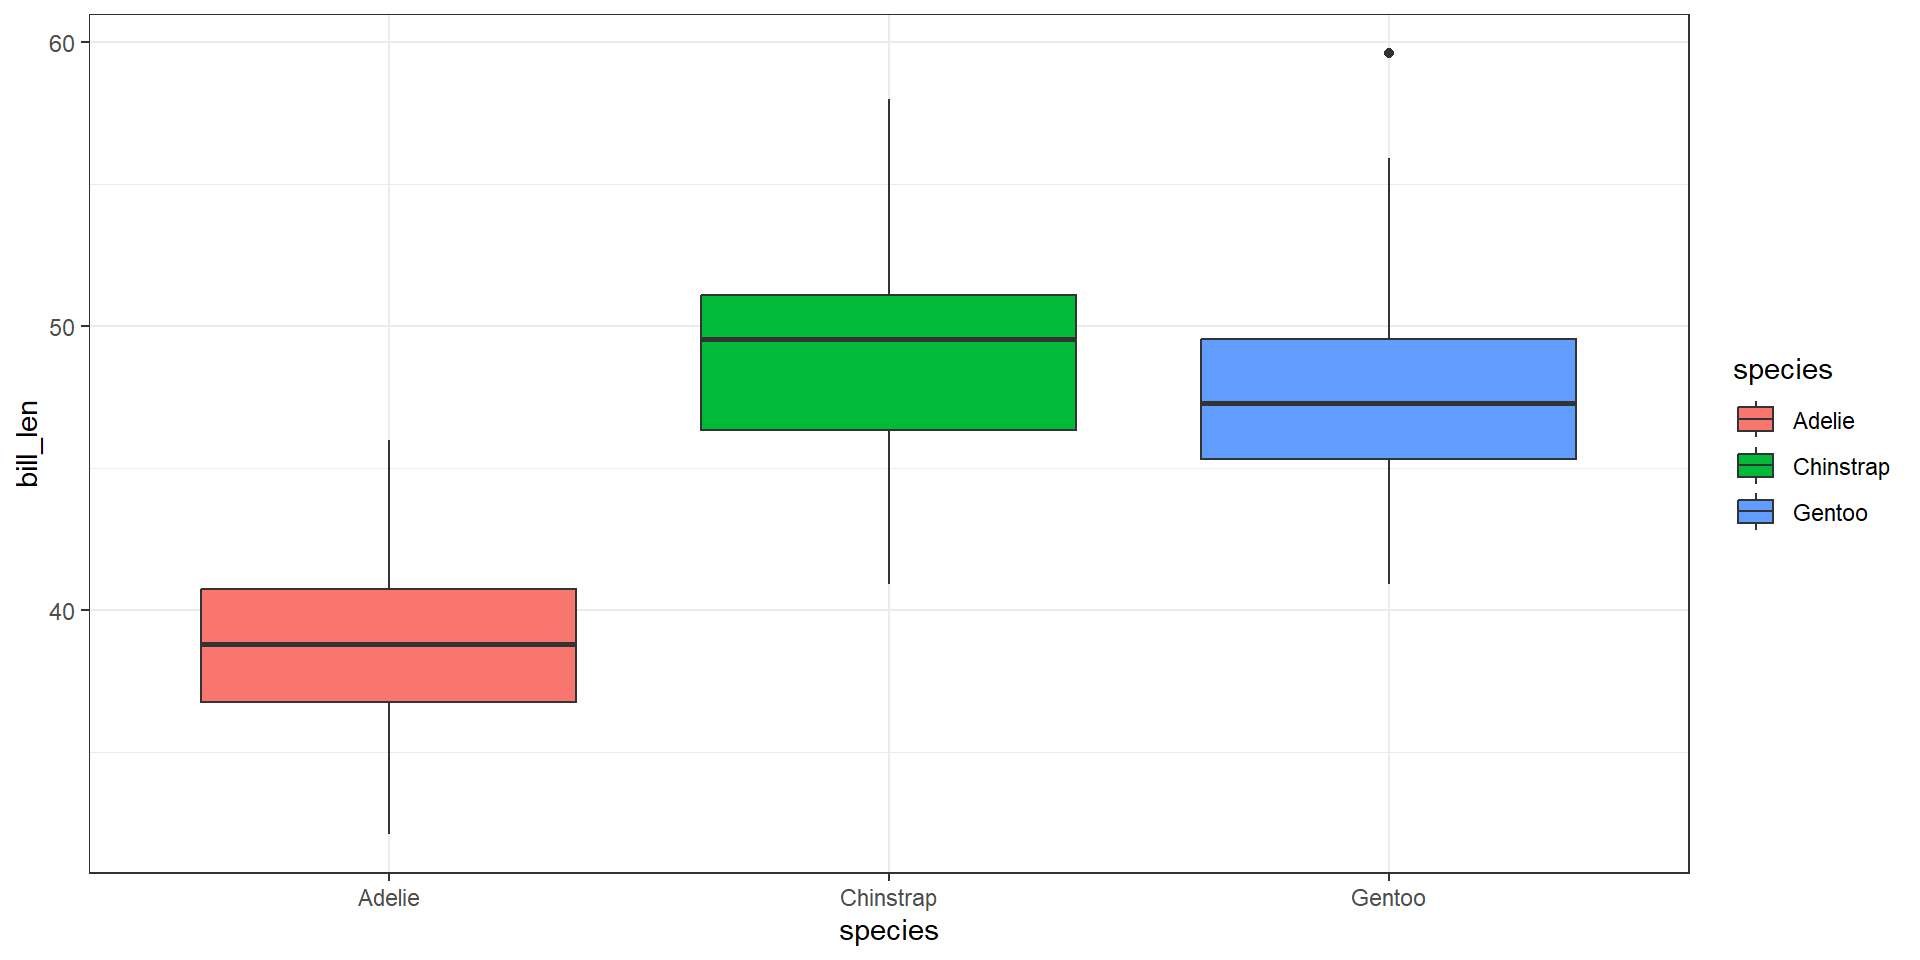 60
50
40
bill_len
Adelie
Chinstrap
Gentoo
species
species
Adelie
Chinstrap
Gentoo